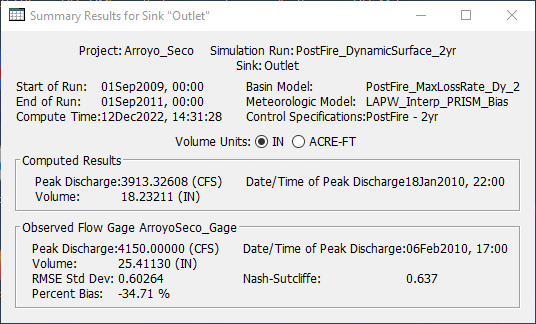 Summary Results for Sink "Outlet"
Project: Arroyo_Seco Simulation Run: PostFire_DynamicSurface_2yr
Sink: Outlet
Start of Run: 01Sep2009, 00:00 Basin Model: PostFire_MaxLossRate_Dy_2
End of Run: 01Sep2011, 00:00 Meteorologic Model: LAPW_Interp_PRISM_Bias
Compute Time:12Dec2022, 14:31:28 Control Specifications:PostFire - 2yr
Volume Units: IN ACRE-FT
Computed Results
Peak Discharge:3913.32608 (CFS) Date/Time of Peak Discharge18Jan2010, 22:00
Volume: 18.23211 (IN)
Observed Flow Gage ArroyoSeco_Gage
Peak Discharge:4150.00000 (CFS) Date/Time of Peak Discharge:06Feb2010, 17:00
Volume: 25.41130 (IN)
RMSE Std Dev: 0.60264 Nash-Sutcliffe: 0.637
Percent Bias: -34.71 %